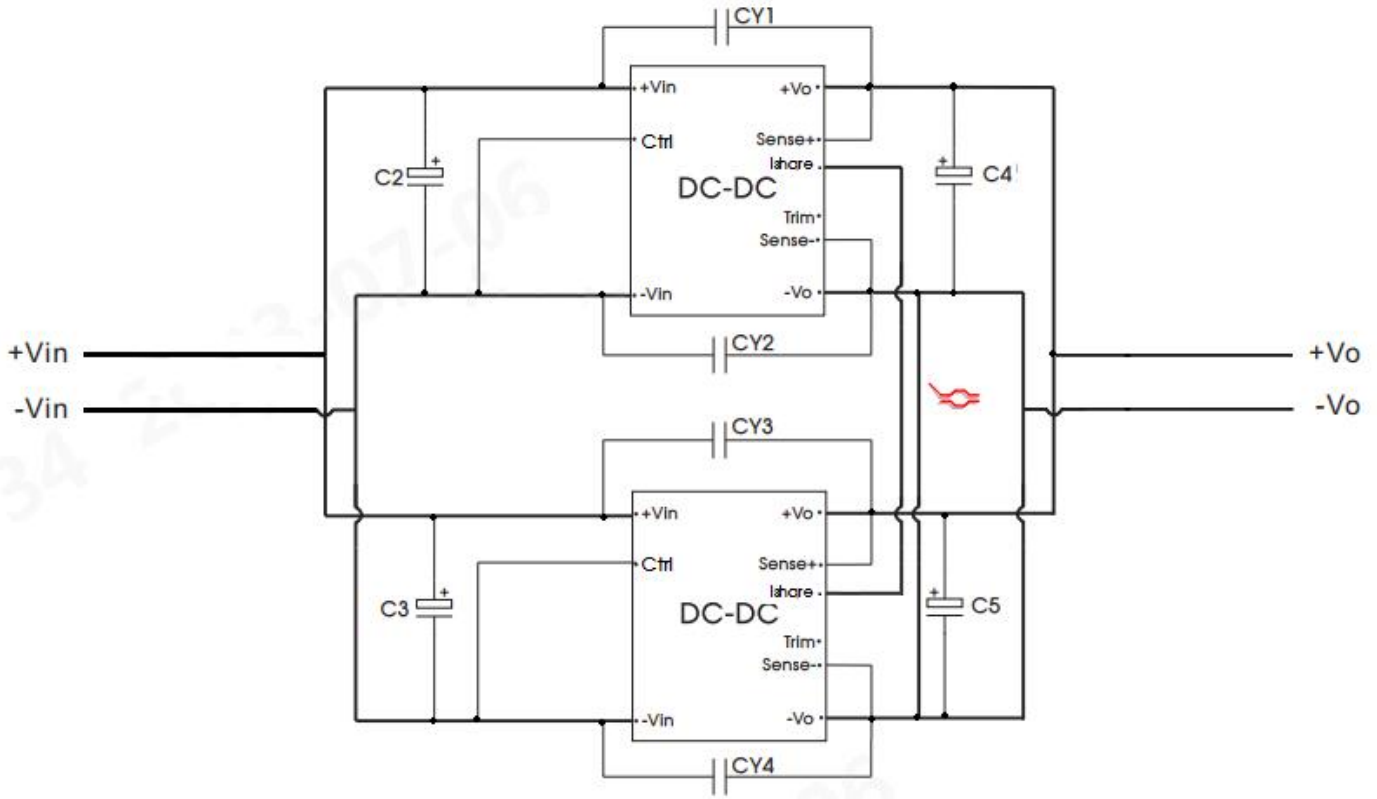 CY1
+Vin
+Vo
Ctrl
Sense+
Ishare
C2
DC-DC
C4
Trim
Sense-
-Vin
-Vo
+Vin
CY2
+Vo
-Vin
-Vo
CY3
+Vin
+Vo
Ctrl
Sense+
Ishare
C3
DC-DC
C5
Trim
Sense-
-Vin
-Vo
CY4